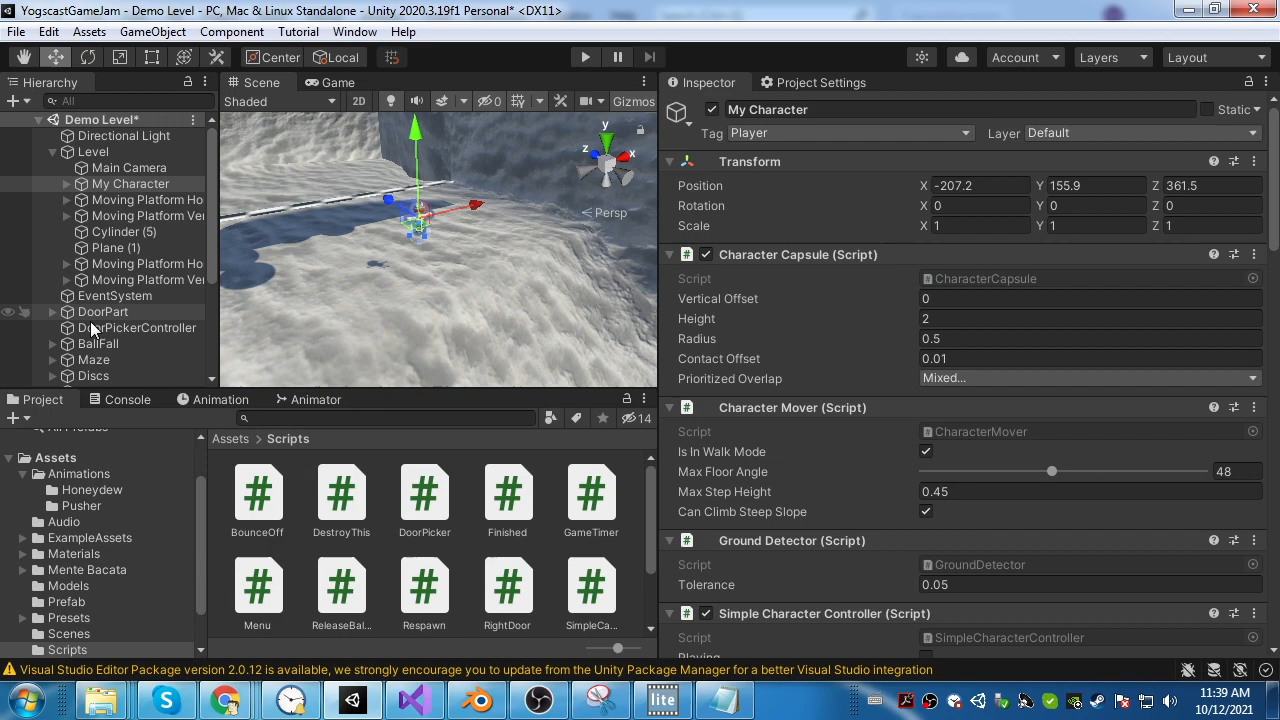 YogscastGameJam - Demo Level - PC, Mac & Linux Standalone - Unity 2020.3.19f1 Personal* <DX11>
File Edit Assets GameObject Component Tutorial Window Help
Center Local Account Layers Layout
Hierarchy
All
Demo Level*
Directional Light
Level
Main Camera
My Character
Moving Platform Ho
Moving Platform Ver
Cylinder (5)
Plane (1)
Moving Platform Ho
Moving Platform Ver
EventSystem
DoorPart
DoorPickerController
BallFall
Maze
Discs
Scene Game
Shaded 2D 0 Gizmos
y
z x
Persp
Inspector Project Settings
My Character Static
Tag Player Layer Default
Transform
Position X -207.2 Y 155.9 Z 361.5
Rotation X 0 Y 0 Z 0
Scale X 1 Y 1 Z 1
Character Capsule (Script)
Script CharacterCapsule
Vertical Offset 0
Height 2
Radius 0.5
Contact Offset 0.01
Prioritized Overlap Mixed...
Character Mover (Script)
Script CharacterMover
Is In Walk Mode
Max Floor Angle 48
Max Step Height 0.45
Can Climb Steep Slope
Ground Detector (Script)
Script GroundDetector
Tolerance 0.05
Simple Character Controller (Script)
Script SimpleCharacterController
Project Console Animation Animator
14
Assets
Animations
Honeydew
Pusher
Audio
ExampleAssets
Materials
Mente Bacata
Models
Prefab
Presets
Scenes
Scripts
Assets > Scripts
BounceOff DestroyThis DoorPicker Finished GameTimer
Menu ReleaseBal... Respawn RightDoor SimpleCa...
Visual Studio Editor Package version 2.0.12 is available, we strongly encourage you to update from the Unity Package Manager for a better Visual Studio integration
lite
11:39 AM
10/12/2021